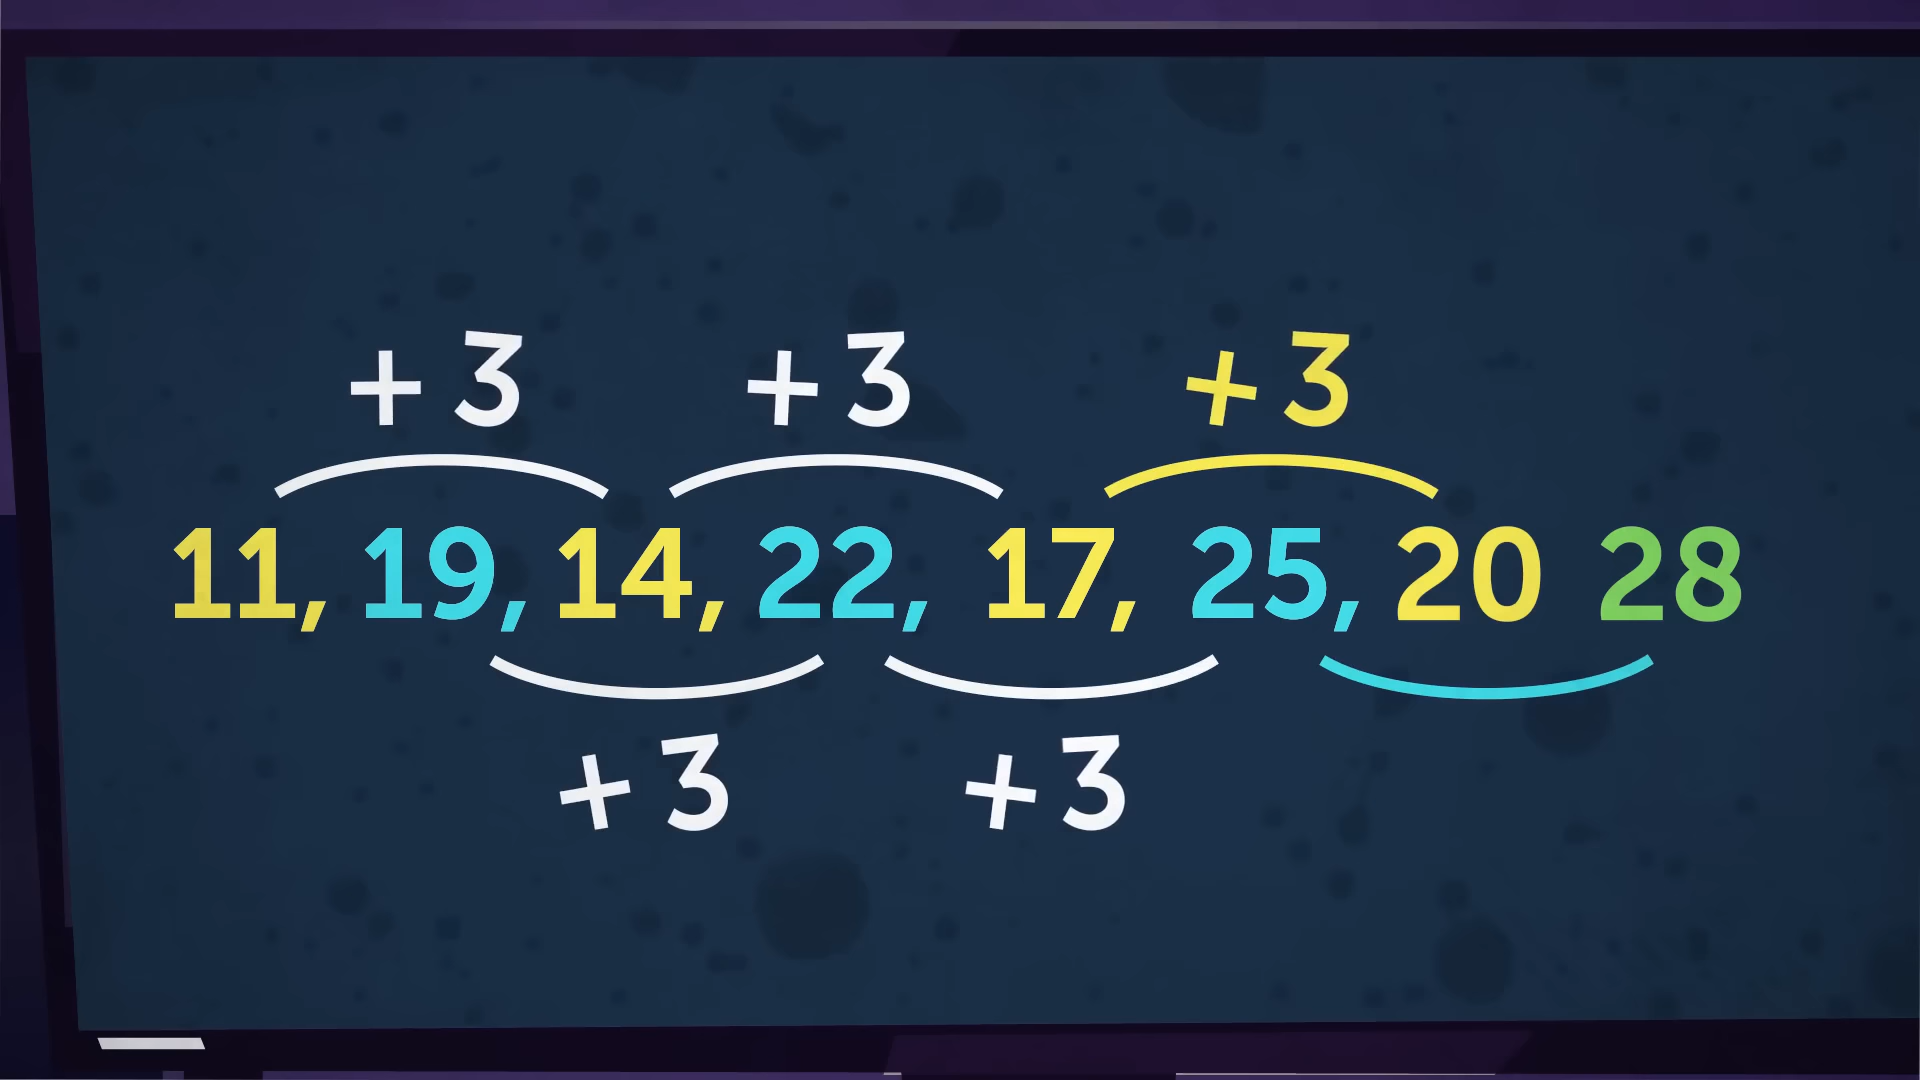 + 3 + 3 + 3
11, 19, 14, 22, 17, 25, 20 28
+ 3 + 3